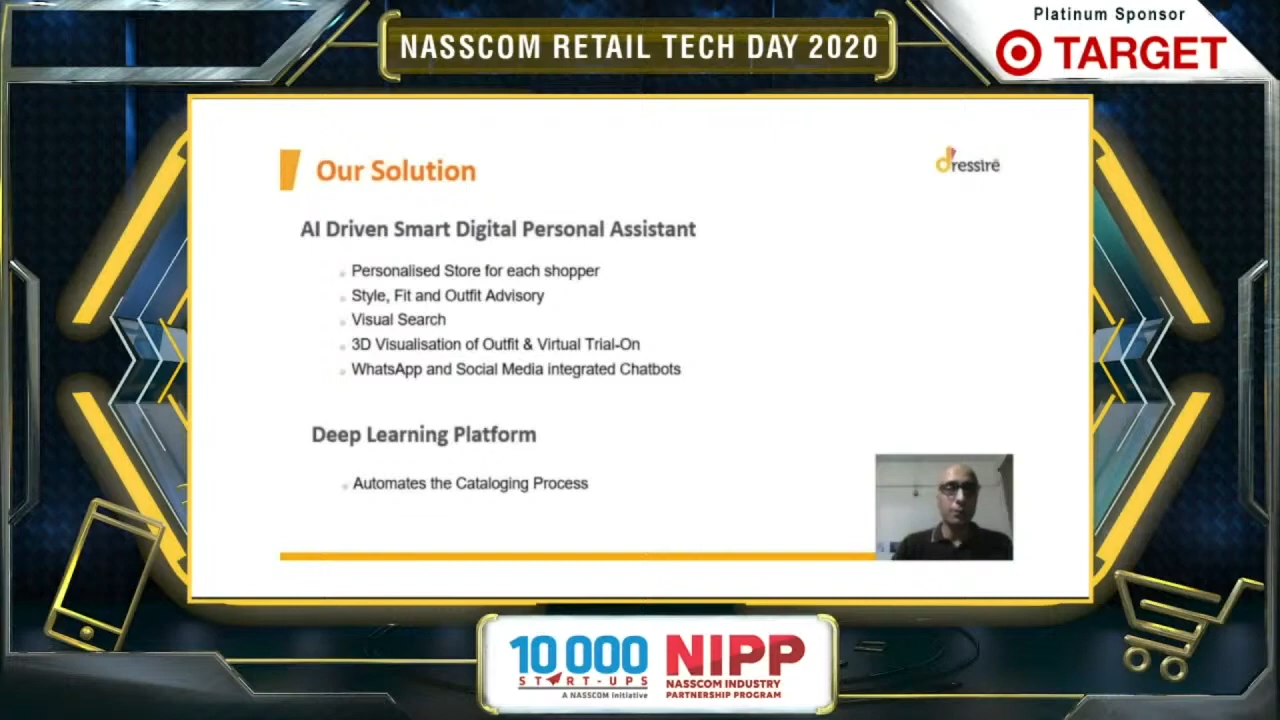 Platinum Sponsor
TARGET
NASSCOM RETAIL TECH DAY 2020
Our Solution
dressirē
AI Driven Smart Digital Personal Assistant
Personalised Store for each shopper
Style, Fit and Outfit Advisory
Visual Search
3D Visualisation of Outfit & Virtual Trial-On
WhatsApp and Social Media integrated Chatbots
Deep Learning Platform
Automates the Cataloging Process
10 000
START-UPS
A NASSCOM Initiative
NIPP
NASSCOM INDUSTRY
PARTNERSHIP PROGRAM